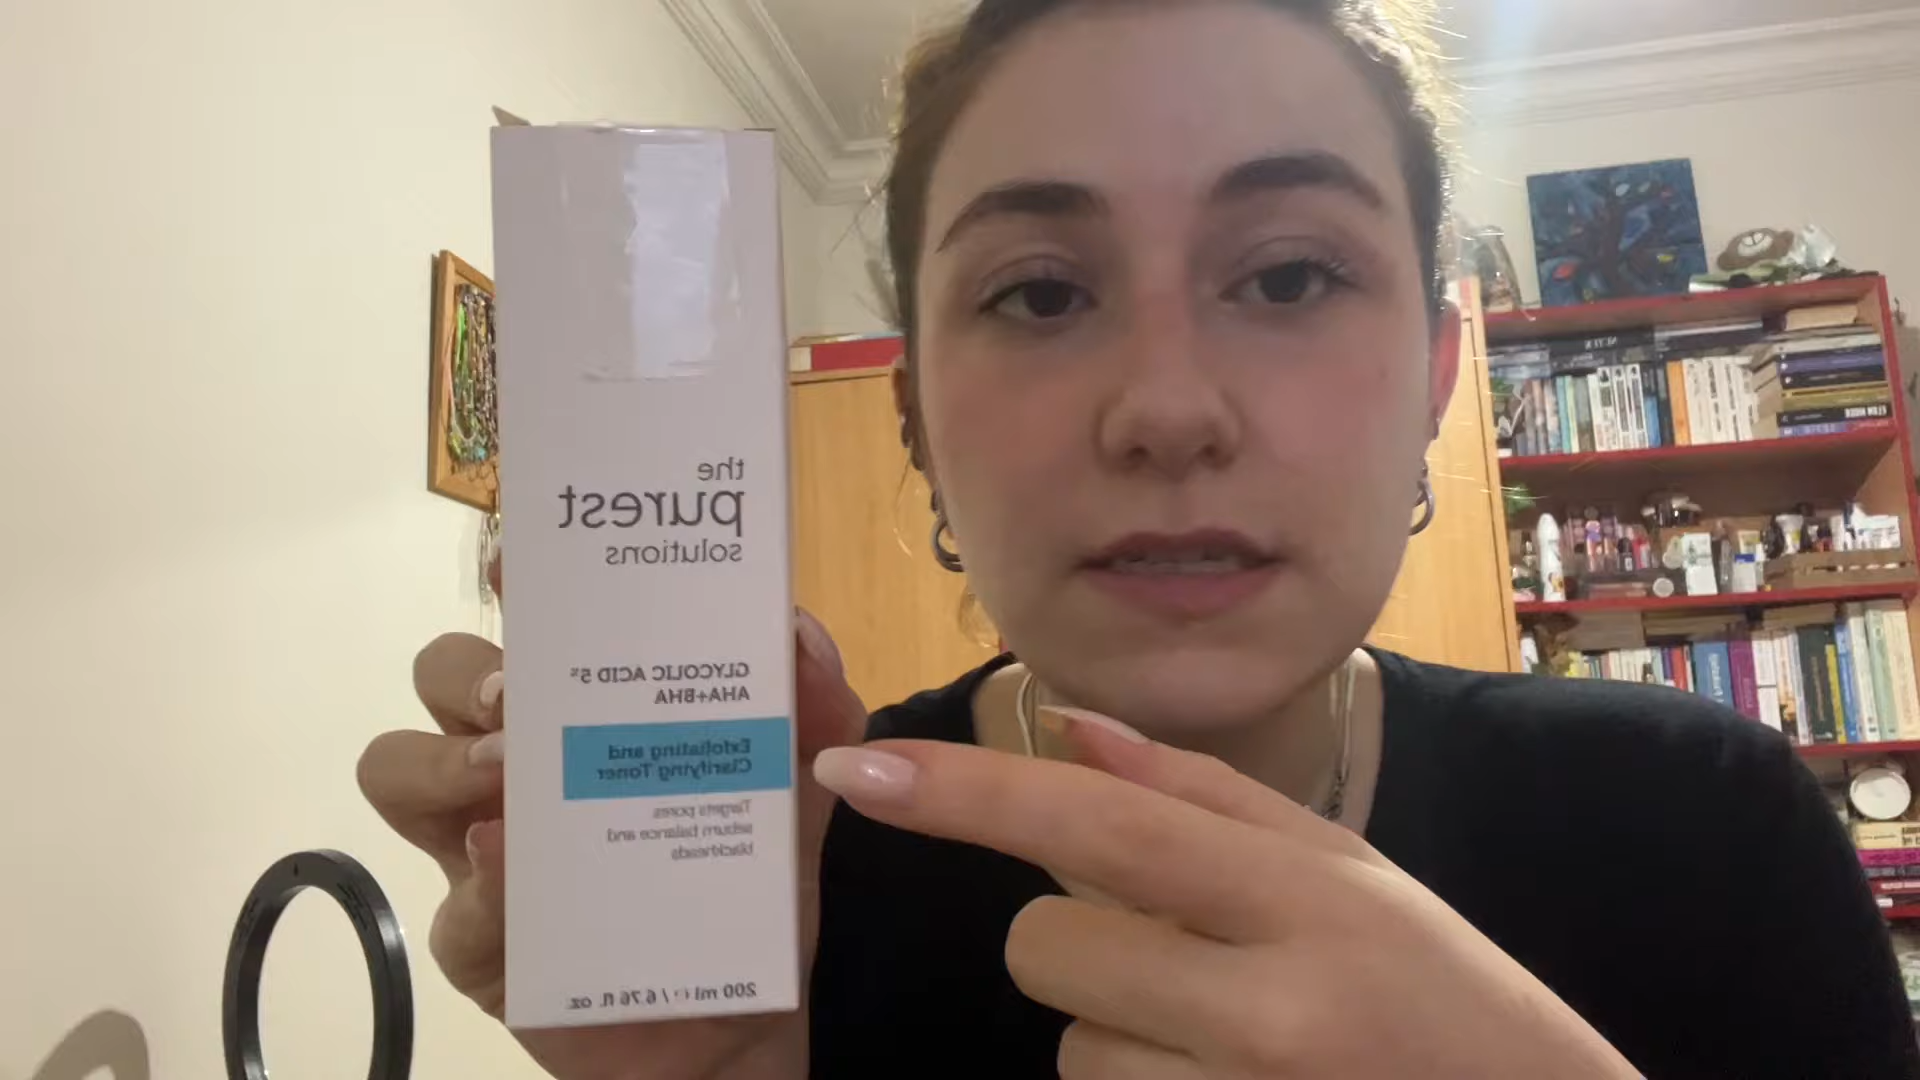 the
purest
solutions
GLYCOLIC ACID 5%
AHA+BHA
Exfoliating and
Clarifying Toner
Targets pores
sebum balance and
blackheads
200 ml e / 6.76 fl. oz.